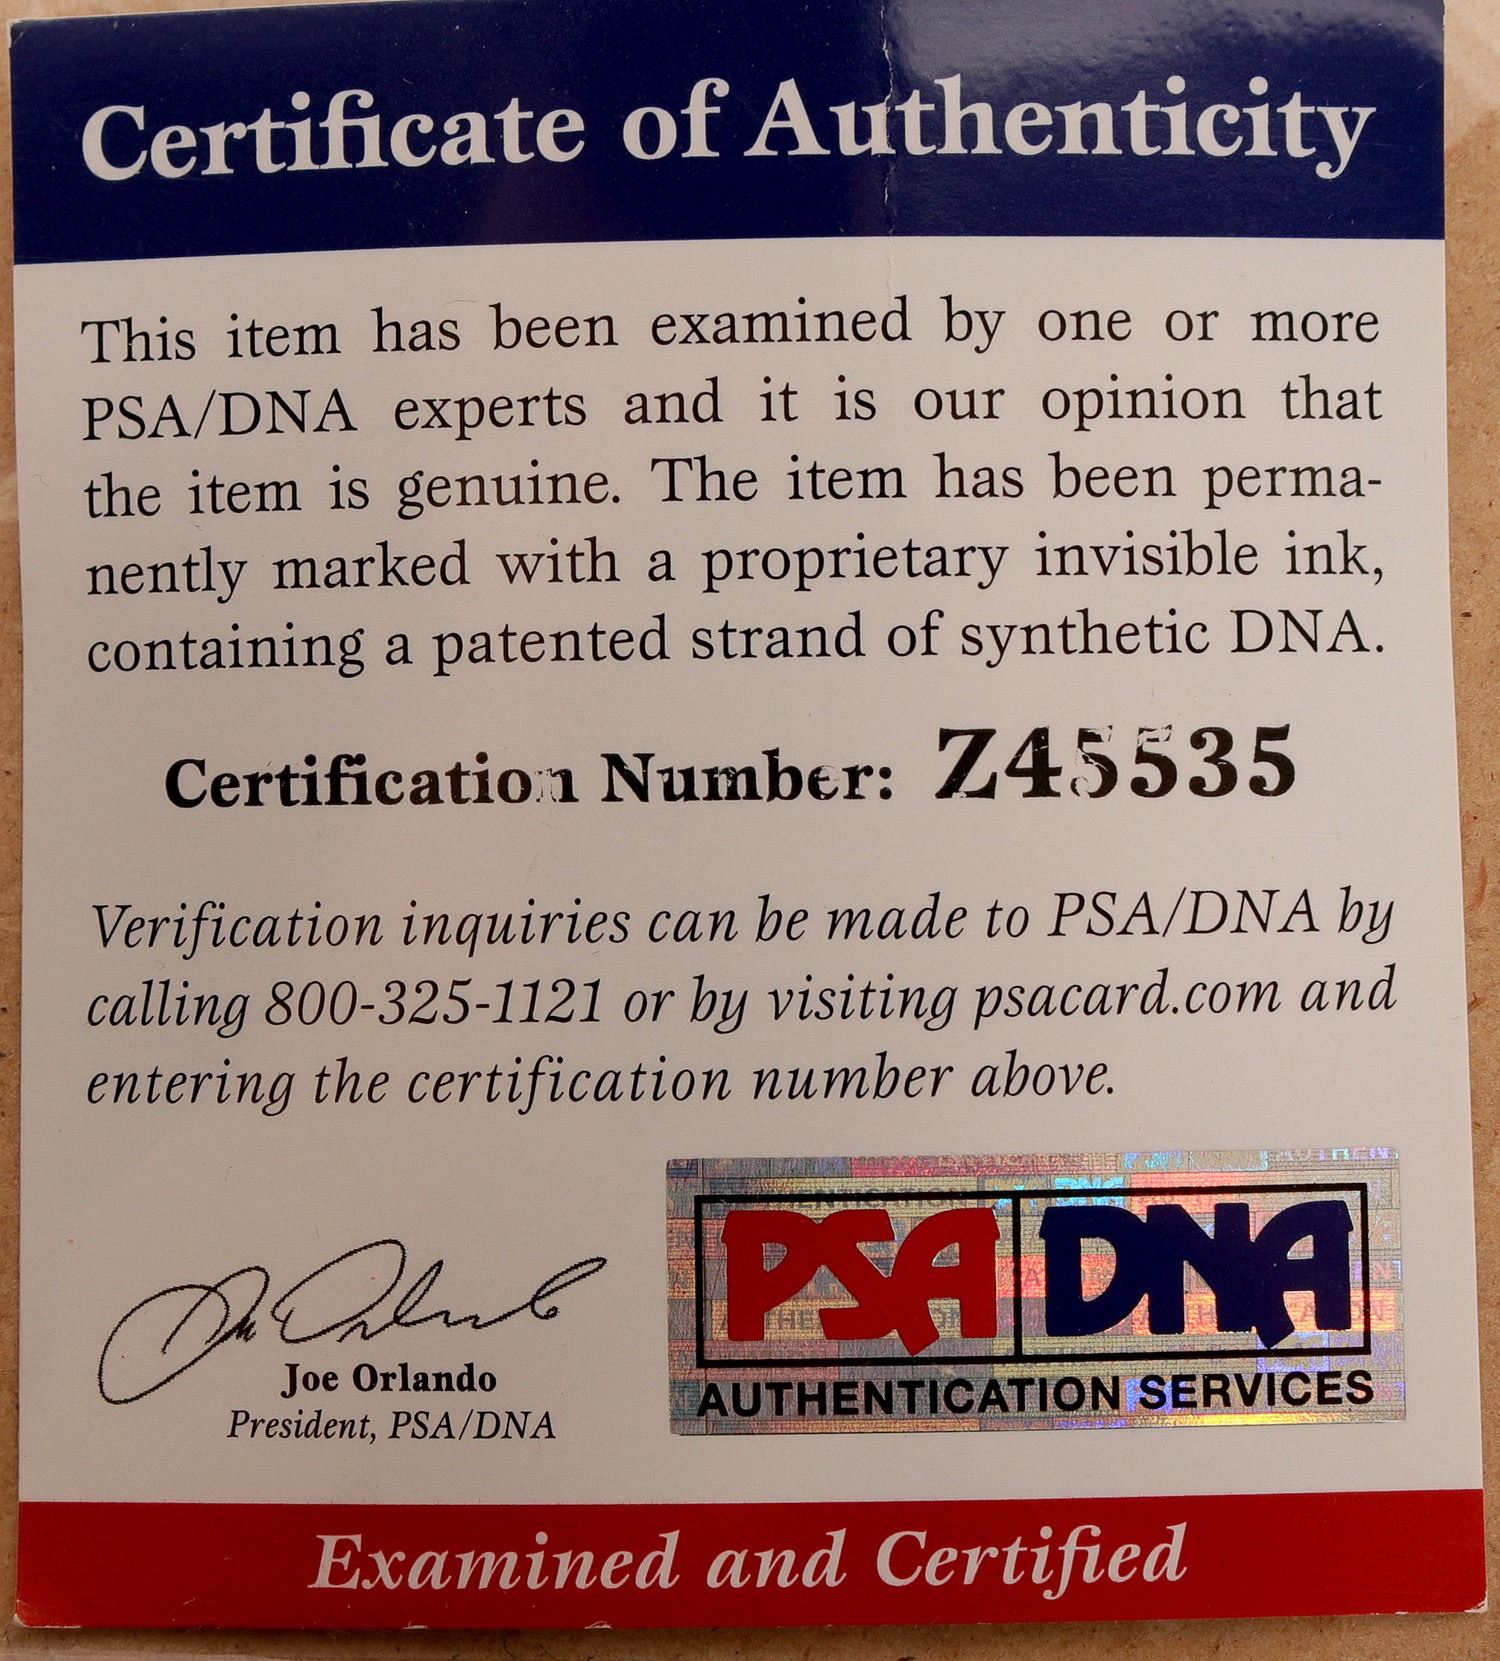 Certificate of Authenticity
This item has been examined by one or more
PSA/DNA experts and it is our opinion that
the item is genuine. The item has been perma-
nently marked with a proprietary invisible ink,
containing a patented strand of synthetic DNA.
Certification Number: Z45535
Verification inquiries can be made to PSA/DNA by
calling 800-325-1121 or by visiting psacard.com and
entering the certification number above.
Joe Orlando
President, PSA/DNA
PSA DNA
AUTHENTICATION SERVICES
Examined and Certified